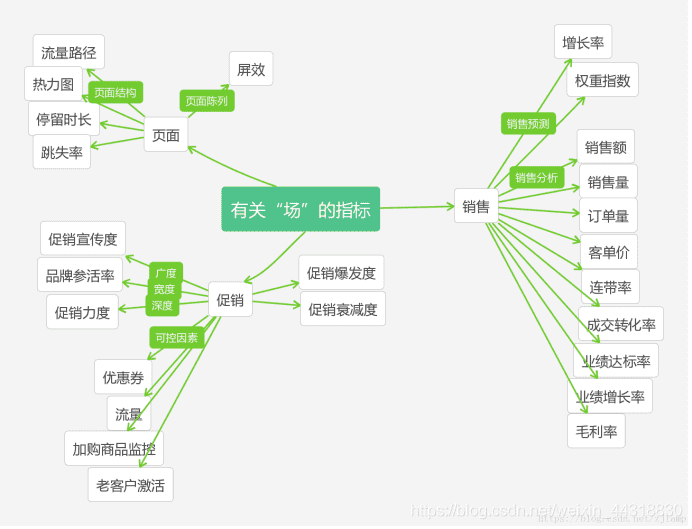 有关“场”的指标
页面
页面结构
流量路径
热力图
停留时长
跳失率
页面陈列
屏效
促销
广度
促销宣传度
宽度
品牌参活率
深度
促销力度
可控因素
优惠券
流量
加购商品监控
老客户激活
促销爆发度
促销衰减度
销售
销售预测
增长率
权重指数
销售分析
销售额
销售量
订单量
客单价
连带率
成交转化率
业绩达标率
业绩增长率
毛利率
https://blog.csdn.net/weixin_44318830